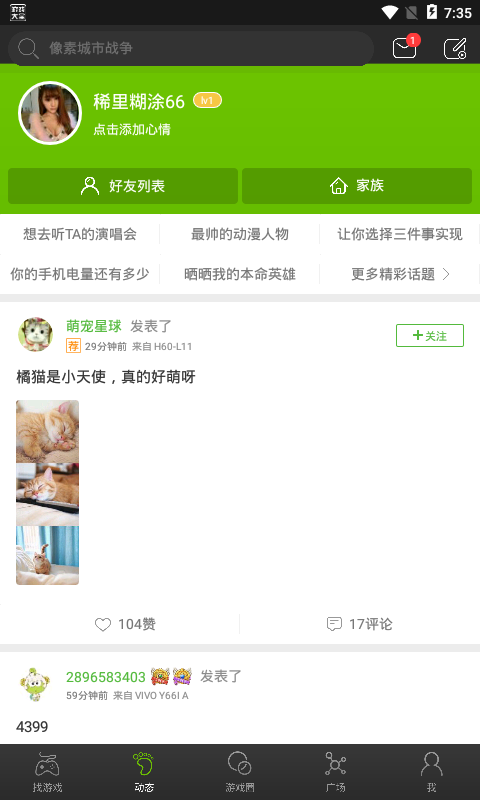 游戏
大全
7:35
像素城市战争
1
稀里糊涂66 lv1
点击添加心情
好友列表
家族
想去听TA的演唱会
最帅的动漫人物
让你选择三件事实现
你的手机电量还有多少
晒晒我的本命英雄
更多精彩话题
萌宠星球 发表了
荐 29分钟前 来自 H60-L11
+关注
橘猫是小天使，真的好萌呀
104赞
17评论
2896583403 发表了
59分钟前 来自 VIVO Y66I A
4399
找游戏
动态
游戏圈
广场
我